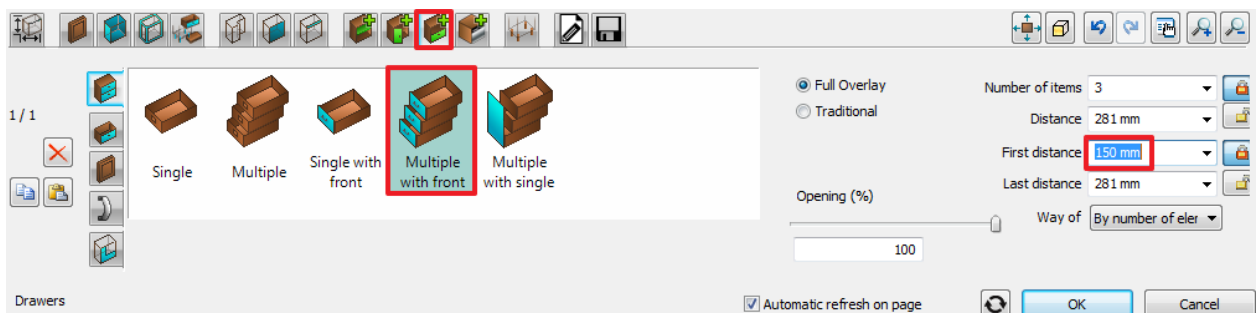 1 / 1
Single
Multiple
Single with
front
Multiple
with front
Multiple
with single
Full Overlay
Traditional
Opening (%)
100
Number of items 3
Distance 281 mm
First distance 150 mm
Last distance 281 mm
Way of By number of eler
Drawers
Automatic refresh on page
OK
Cancel